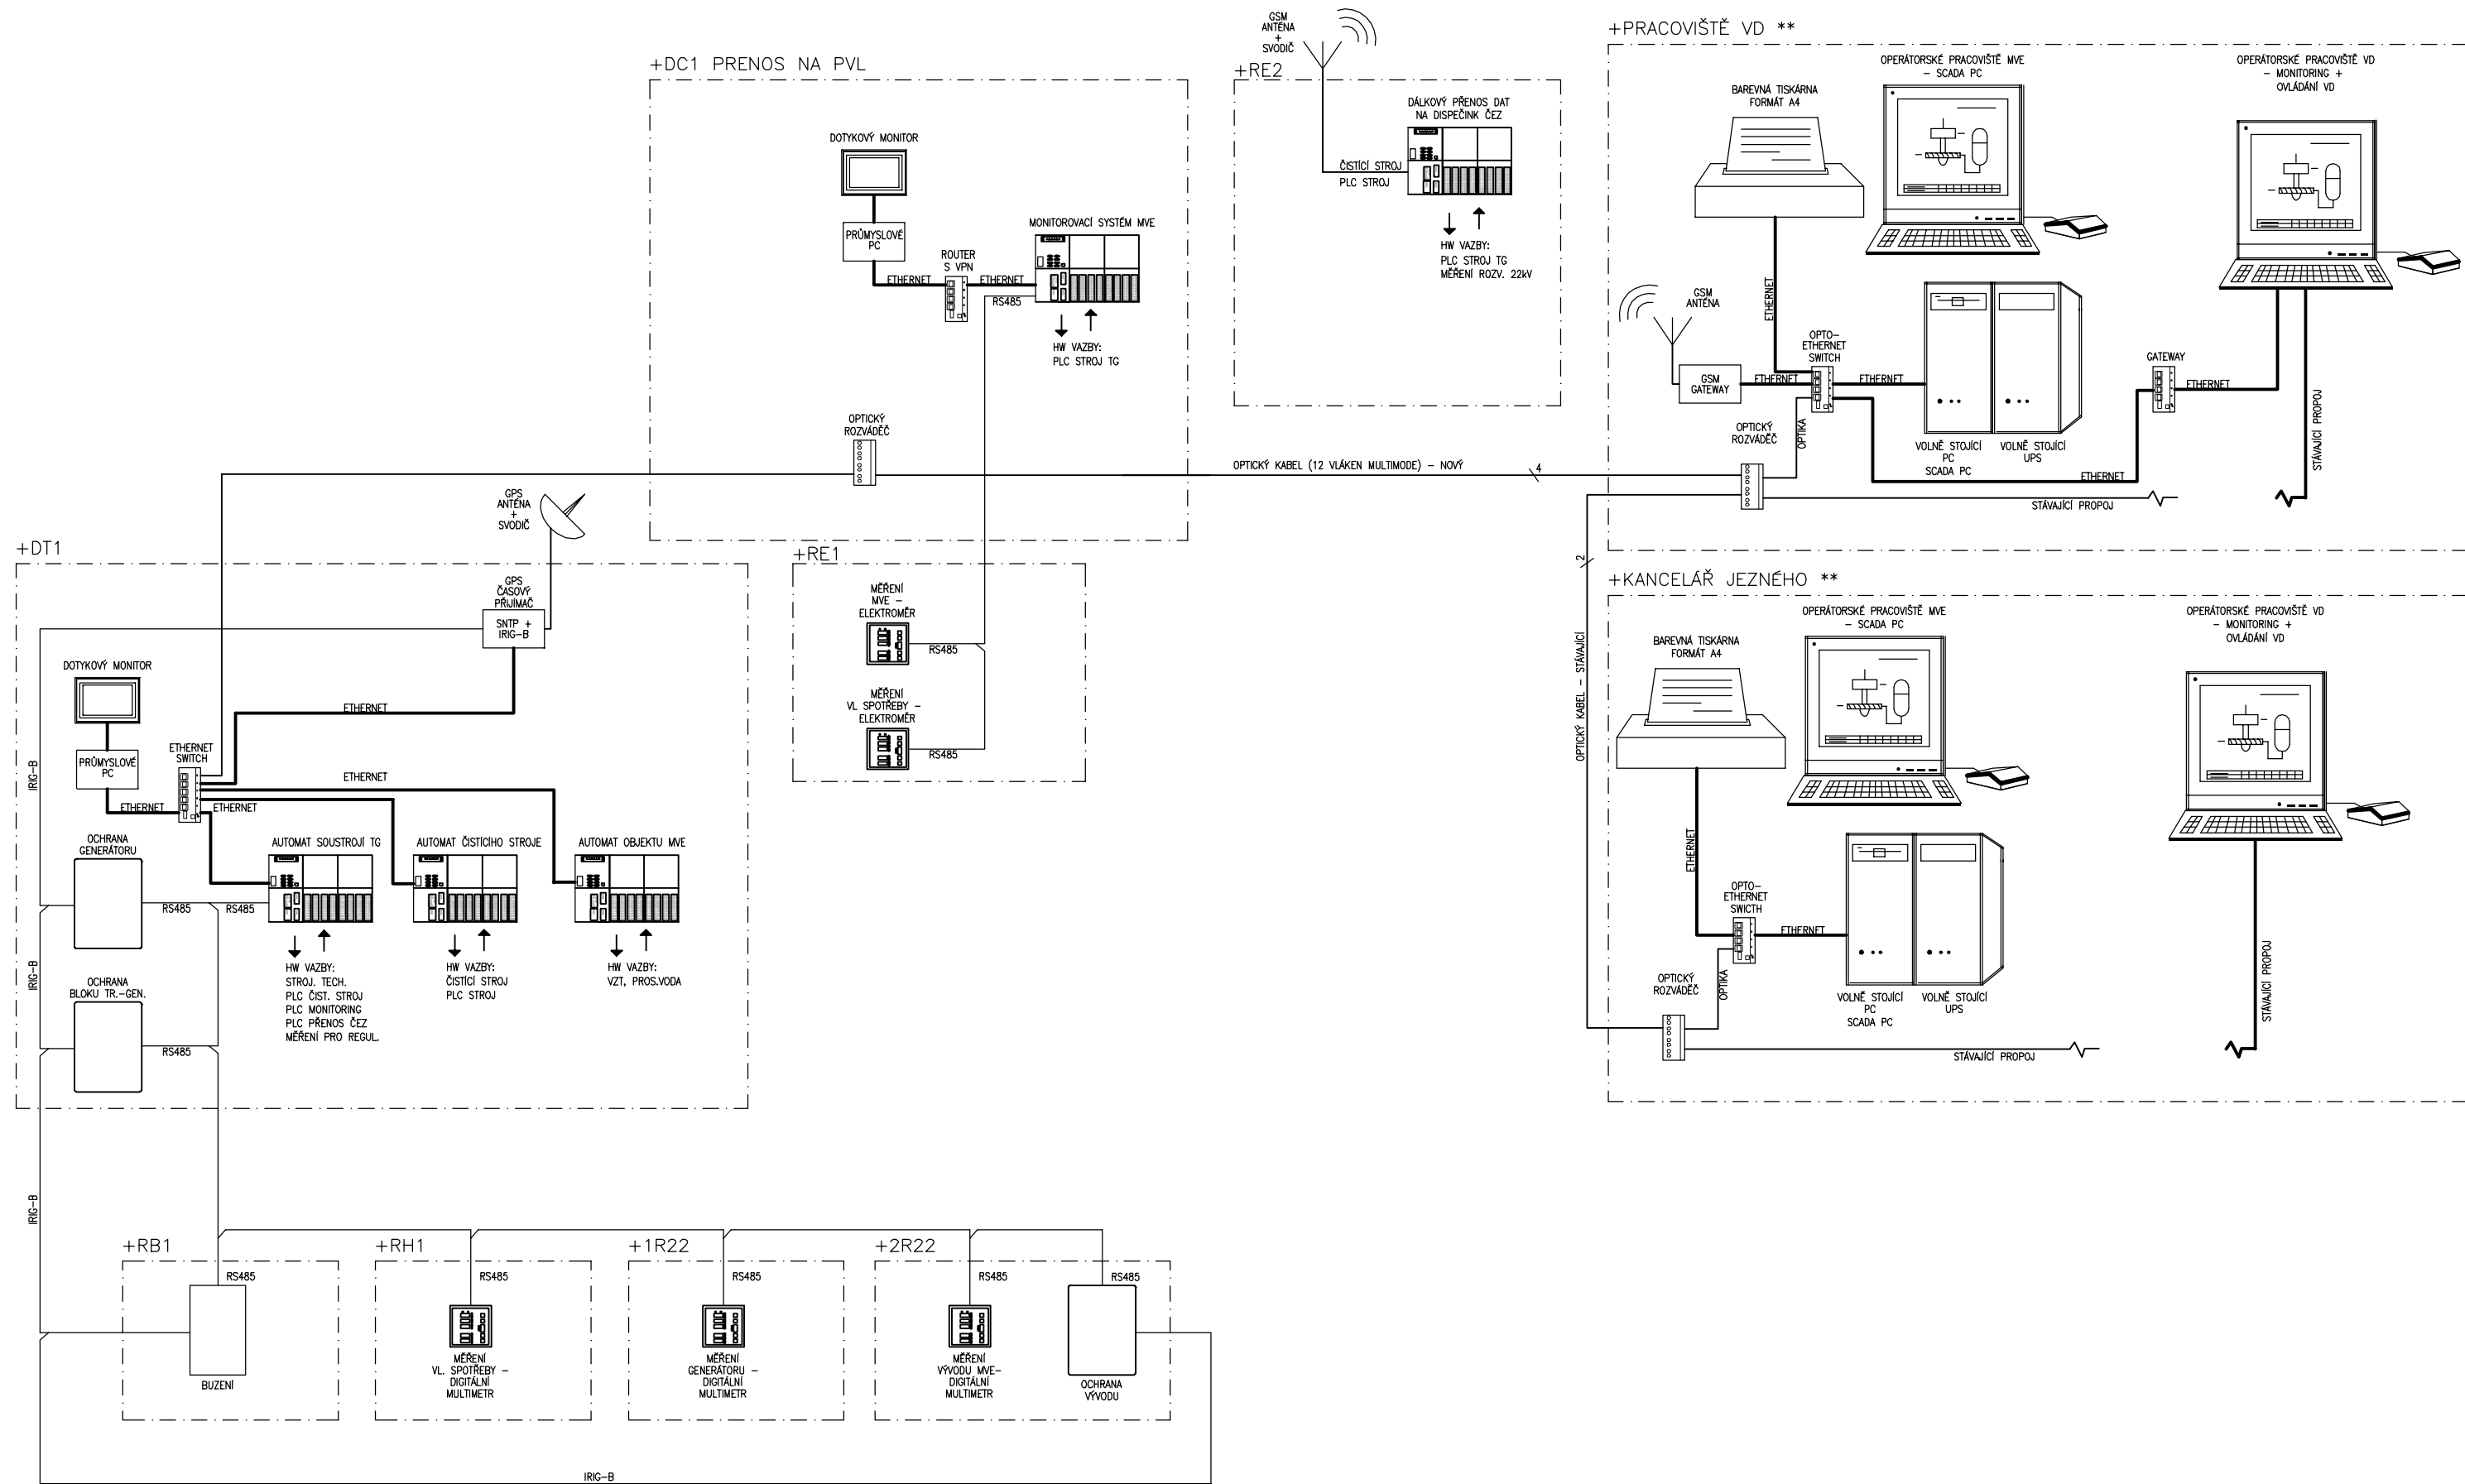 +DC1 PRENOS NA PVL
DOTYKOVÝ MONITOR
PRŮMYSLOVÉ
PC
ETHERNET
ROUTER
S VPN
ETHERNET
RS485
MONITOROVACÍ SYSTÉM MVE
HW VAZBY:
PLC STROJ TG
OPTICKÝ
ROZVÁDĚČ
GSM
ANTÉNA
+
SVODIČ
+RE2
DÁLKOVÝ PŘENOS DAT
NA DISPEČINK ČEZ
ČISTÍCÍ STROJ
PLC STROJ
HW VAZBY:
PLC STROJ TG
MĚŘENÍ ROZV. 22kV
OPTICKÝ KABEL (12 VLÁKEN MULTIMODE) – NOVÝ
4
+PRACOVIŠTĚ VD **
BAREVNÁ TISKÁRNA
FORMÁT A4
OPERÁTORSKÉ PRACOVIŠTĚ MVE
– SCADA PC
OPERÁTORSKÉ PRACOVIŠTĚ VD
– MONITORING +
OVLÁDÁNÍ VD
ETHERNET
GSM
ANTÉNA
GSM
GATEWAY
ETHERNET
OPTO–
ETHERNET
SWITCH
ETHERNET
OPTICKÝ
ROZVÁDĚČ
OPTIKA
VOLNĚ STOJÍCÍ
PC
SCADA PC
VOLNĚ STOJÍCÍ
UPS
GATEWAY
ETHERNET
ETHERNET
STÁVAJÍCÍ PROPOJ
STÁVAJÍCÍ PROPOJ
2
OPTICKÝ KABEL – STÁVAJÍCÍ
+KANCELÁŘ JEZNÉHO **
BAREVNÁ TISKÁRNA
FORMÁT A4
OPERÁTORSKÉ PRACOVIŠTĚ MVE
– SCADA PC
OPERÁTORSKÉ PRACOVIŠTĚ VD
– MONITORING +
OVLÁDÁNÍ VD
ETHERNET
OPTO–
ETHERNET
SWICTH
ETHERNET
OPTICKÝ
ROZVÁDĚČ
OPTIKA
VOLNĚ STOJÍCÍ
PC
SCADA PC
VOLNĚ STOJÍCÍ
UPS
STÁVAJÍCÍ PROPOJ
STÁVAJÍCÍ PROPOJ
+DT1
GPS
ANTÉNA
+
SVODIČ
GPS
ČASOVÝ
PŘIJÍMAČ
SNTP +
IRIG–B
DOTYKOVÝ MONITOR
PRŮMYSLOVÉ
PC
ETHERNET
ETHERNET
SWITCH
ETHERNET
ETHERNET
ETHERNET
IRIG–B
OCHRANA
GENERÁTORU
RS485
RS485
AUTOMAT SOUSTROJÍ TG
HW VAZBY:
STROJ. TECH.
PLC ČIST. STROJ
PLC MONITORING
PLC PŘENOS ČEZ
MĚŘENÍ PRO REGUL.
AUTOMAT ČISTÍCÍHO STROJE
HW VAZBY:
ČISTÍCÍ STROJ
PLC STROJ
AUTOMAT OBJEKTU MVE
HW VAZBY:
VZT, PROS.VODA
IRIG–B
OCHRANA
BLOKU TR.–GEN.
RS485
+RE1
MĚŘENÍ
MVE –
ELEKTROMĚR
RS485
MĚŘENÍ
VL SPOTŘEBY –
ELEKTROMĚR
RS485
IRIG–B
+RB1
RS485
BUZENÍ
+RH1
RS485
MĚŘENÍ
VL. SPOTŘEBY –
DIGITÁLNÍ
MULTIMETR
+1R22
RS485
MĚŘENÍ
GENERÁTORU –
DIGITÁLNÍ
MULTIMETR
+2R22
RS485
MĚŘENÍ
VÝVODU MVE–
DIGITÁLNÍ
MULTIMETR
RS485
OCHRANA
VÝVODU
IRIG–B